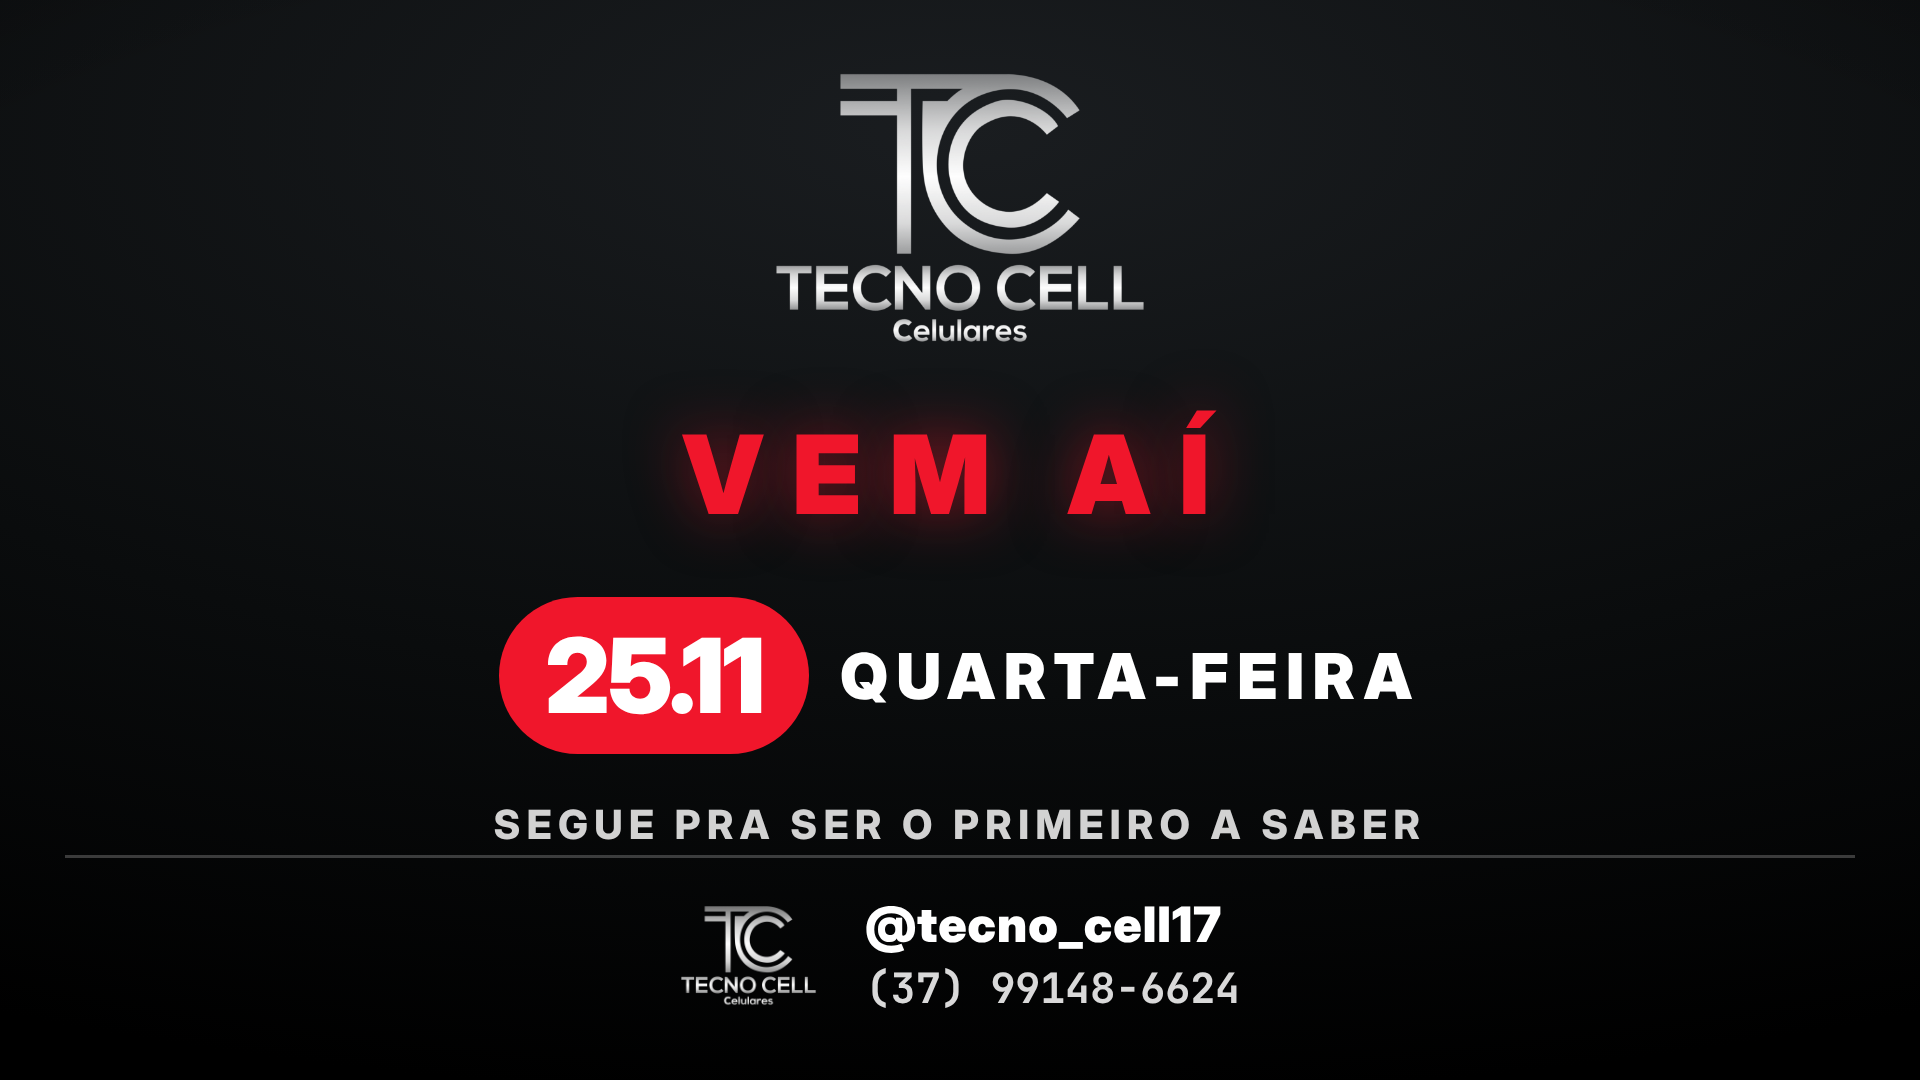 TC
TECNO CELL
Celulares
VEM AÍ
25.11 QUARTA-FEIRA
SEGUE PRA SER O PRIMEIRO A SABER
TC
TECNO CELL
Celulares
@tecno_cell17
(37) 99148-6624